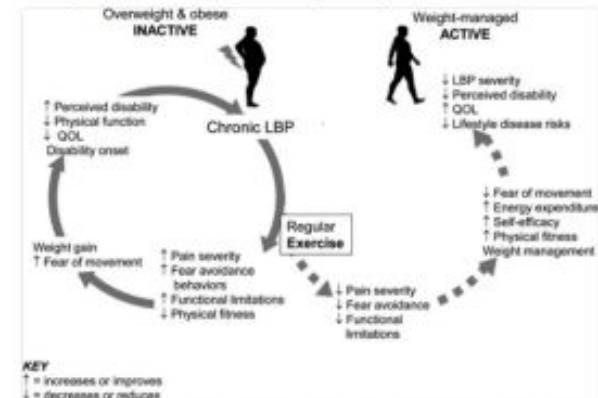 Overweight & obese
INACTIVE
Weight-managed
ACTIVE
↑ Perceived disability
↓ Physical function
↓ QOL
Disability onset
Chronic LBP
↓ LBP severity
↓ Perceived disability
↑ QOL
↓ Lifestyle disease risks
Regular
Exercise
Weight gain
↑ Fear of movement
↑ Pain severity
↑ Fear avoidance
behaviors
↑ Functional limitations
↓ Physical fitness
↓ Pain severity
↓ Fear avoidance
↓ Functional
limitations
↓ Fear of movement
↑ Energy expenditure
↑ Self-efficacy
↑ Physical fitness
Weight management
KEY
↑ = increases or improves
↓ = decreases or reduces